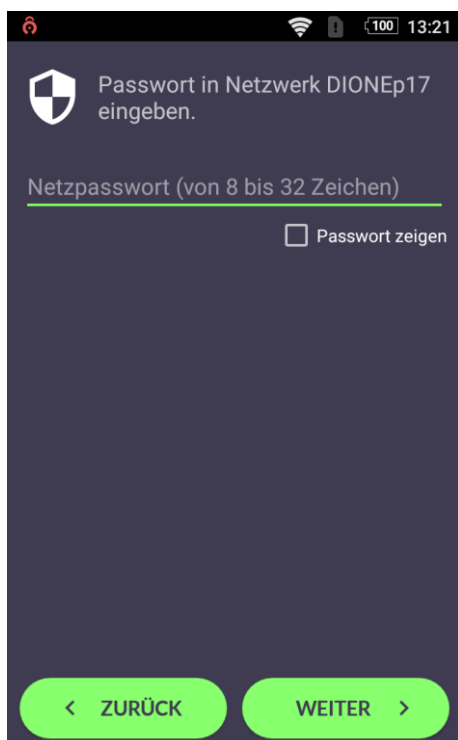 100 13:21
Passwort in Netzwerk DIONEp17
eingeben.
Netzpasswort (von 8 bis 32 Zeichen)
Passwort zeigen
ZURÜCK WEITER